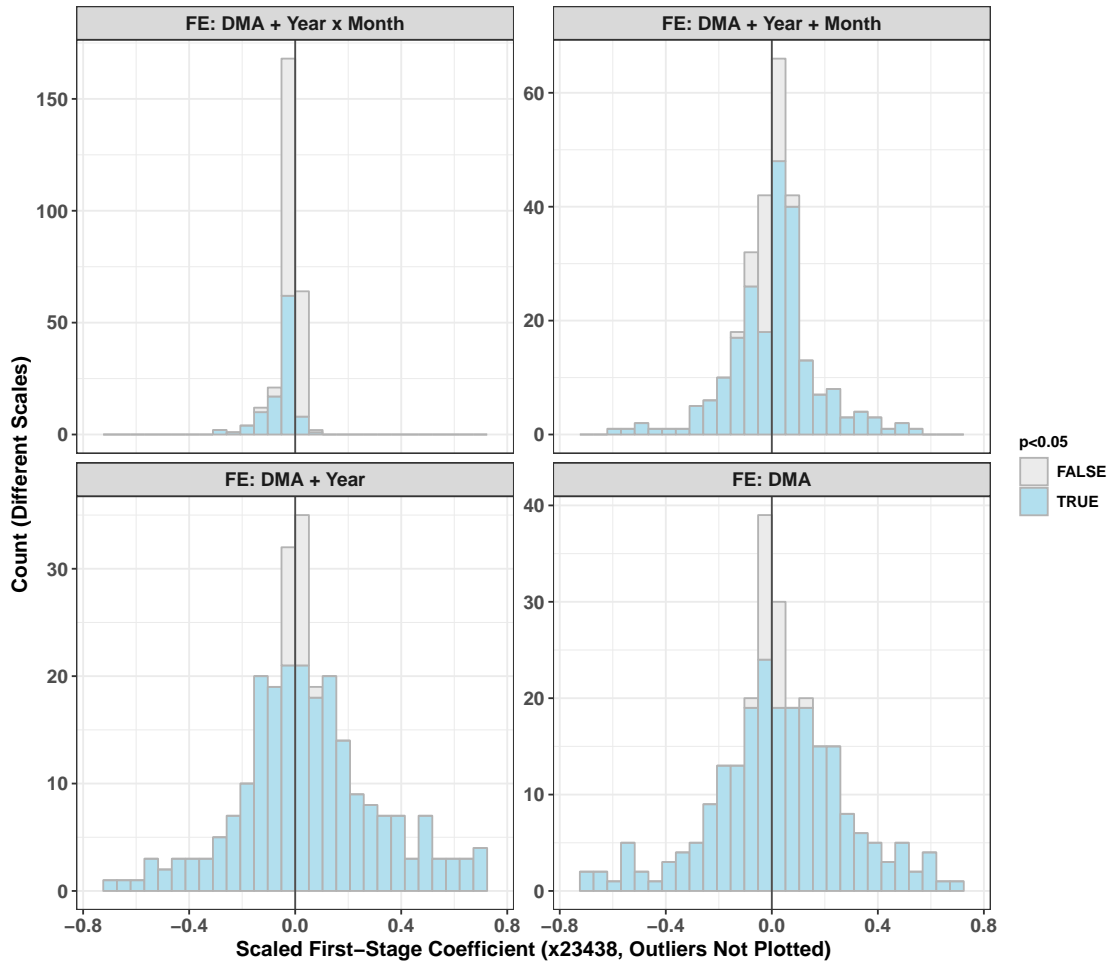 FE: DMA + Year x Month
FE: DMA + Year + Month
150
100
50
0
60
40
20
0
FE: DMA + Year
FE: DMA
30
20
10
0
40
30
20
10
0
−0.8 −0.4 0.0 0.4 0.8
−0.8 −0.4 0.0 0.4 0.8
Count (Different Scales)
Scaled First−Stage Coefficient (x23438, Outliers Not Plotted)
p<0.05
FALSE
TRUE